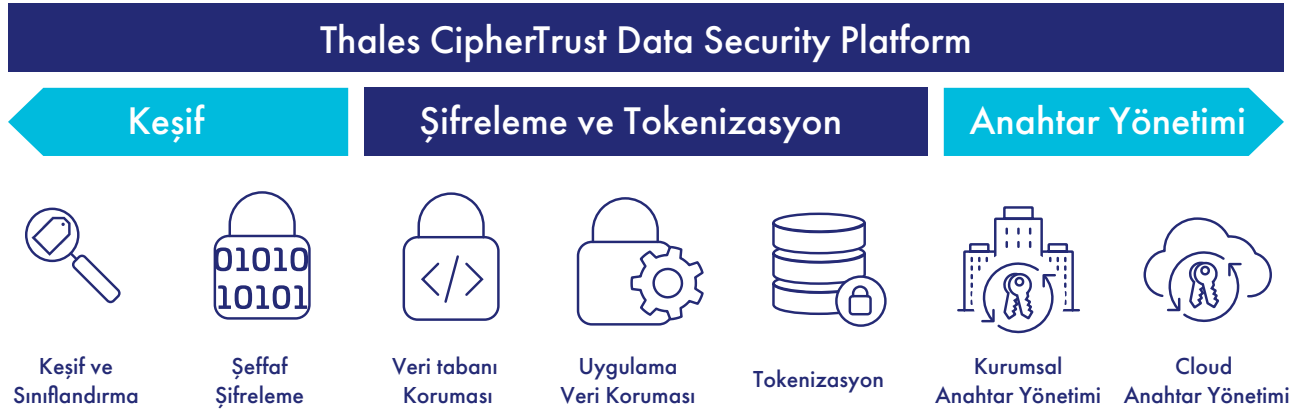 Thales CipherTrust Data Security Platform
Keşif
Şifreleme ve Tokenizasyon
Anahtar Yönetimi
01010
10101
</>
Keşif ve
Sınıflandırma
Şeffaf
Şifreleme
Veri tabanı
Koruması
Uygulama
Veri Koruması
Tokenizasyon
Kurumsal
Anahtar Yönetimi
Cloud
Anahtar Yönetimi